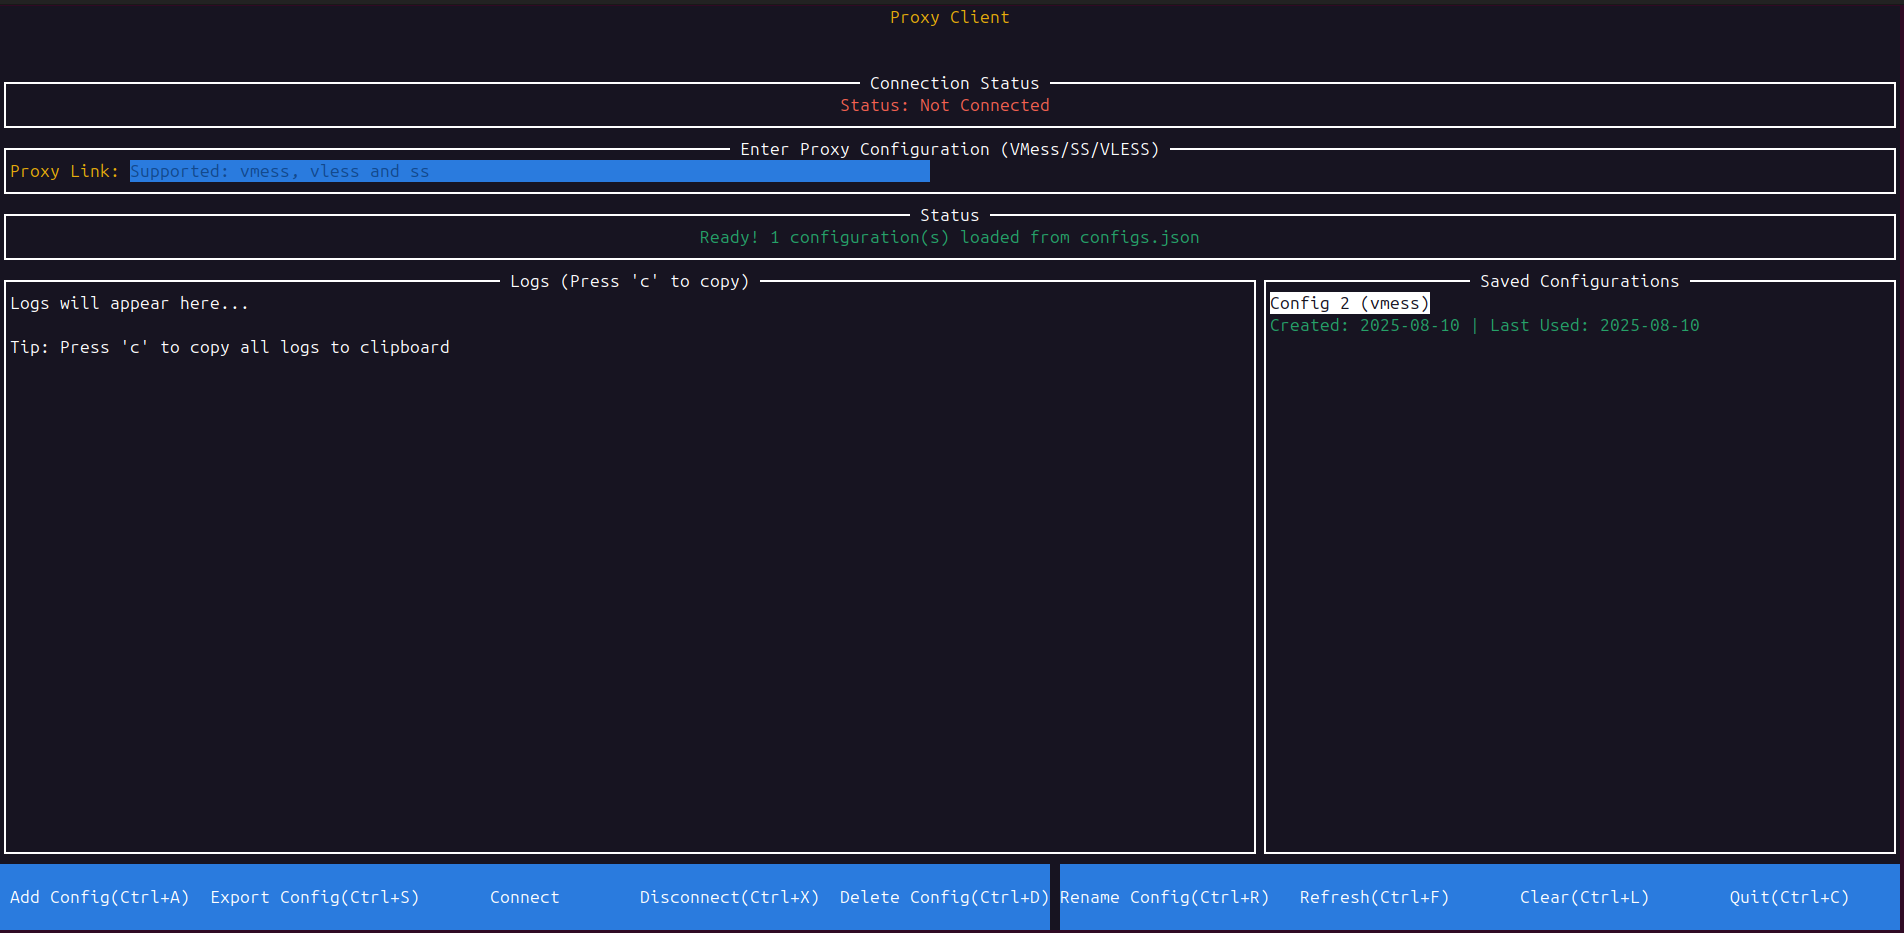 Proxy Client
Connection Status
Status: Not Connected
Enter Proxy Configuration (VMess/SS/VLESS)
Proxy Link: Supported: vmess, vless and ss
Status
Ready! 1 configuration(s) loaded from configs.json
Logs (Press 'c' to copy)
Logs will appear here...
Tip: Press 'c' to copy all logs to clipboard
Saved Configurations
Config 2 (vmess)
Created: 2025-08-10 | Last Used: 2025-08-10
Add Config(Ctrl+A) Export Config(Ctrl+S) Connect Disconnect(Ctrl+X) Delete Config(Ctrl+D) Rename Config(Ctrl+R) Refresh(Ctrl+F) Clear(Ctrl+L) Quit(Ctrl+C)